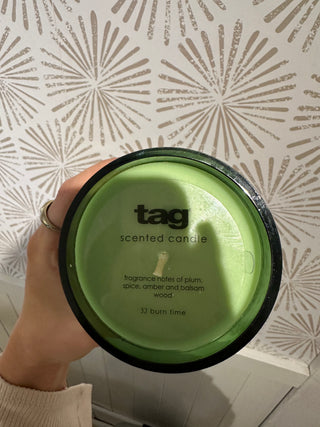 tag
scented candle
fragrance notes of plum,
spice, amber and balsam
wood.
32 burn time